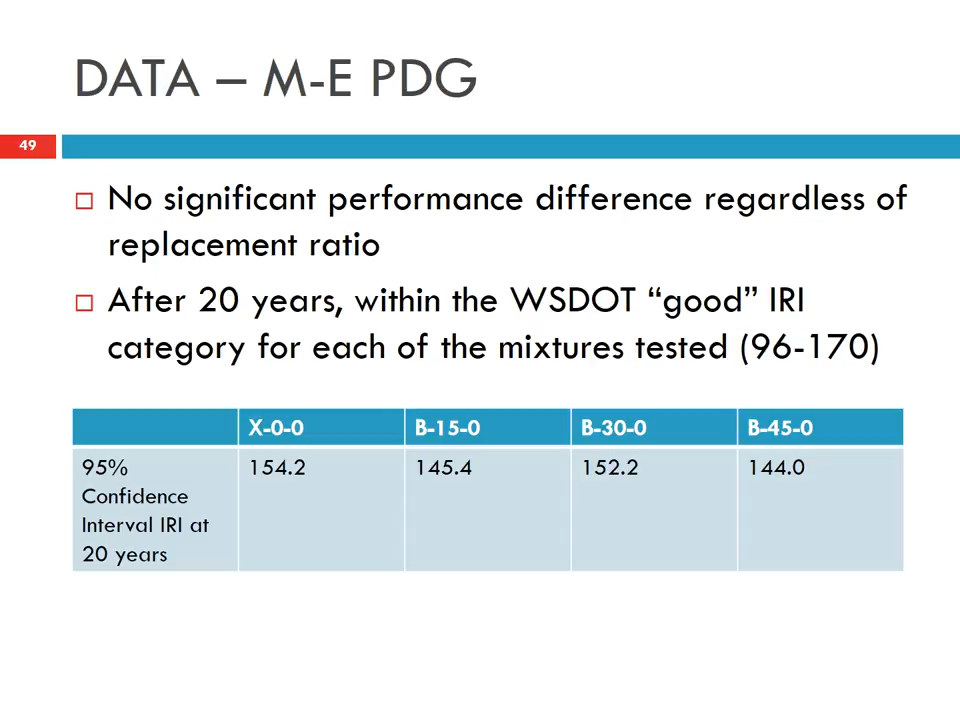 DATA – M-E PDG
49
No significant performance difference regardless of
replacement ratio
After 20 years, within the WSDOT “good” IRI
category for each of the mixtures tested (96-170)
X-0-0 B-15-0 B-30-0 B-45-0
95% 154.2 145.4 152.2 144.0
Confidence
Interval IRI at
20 years